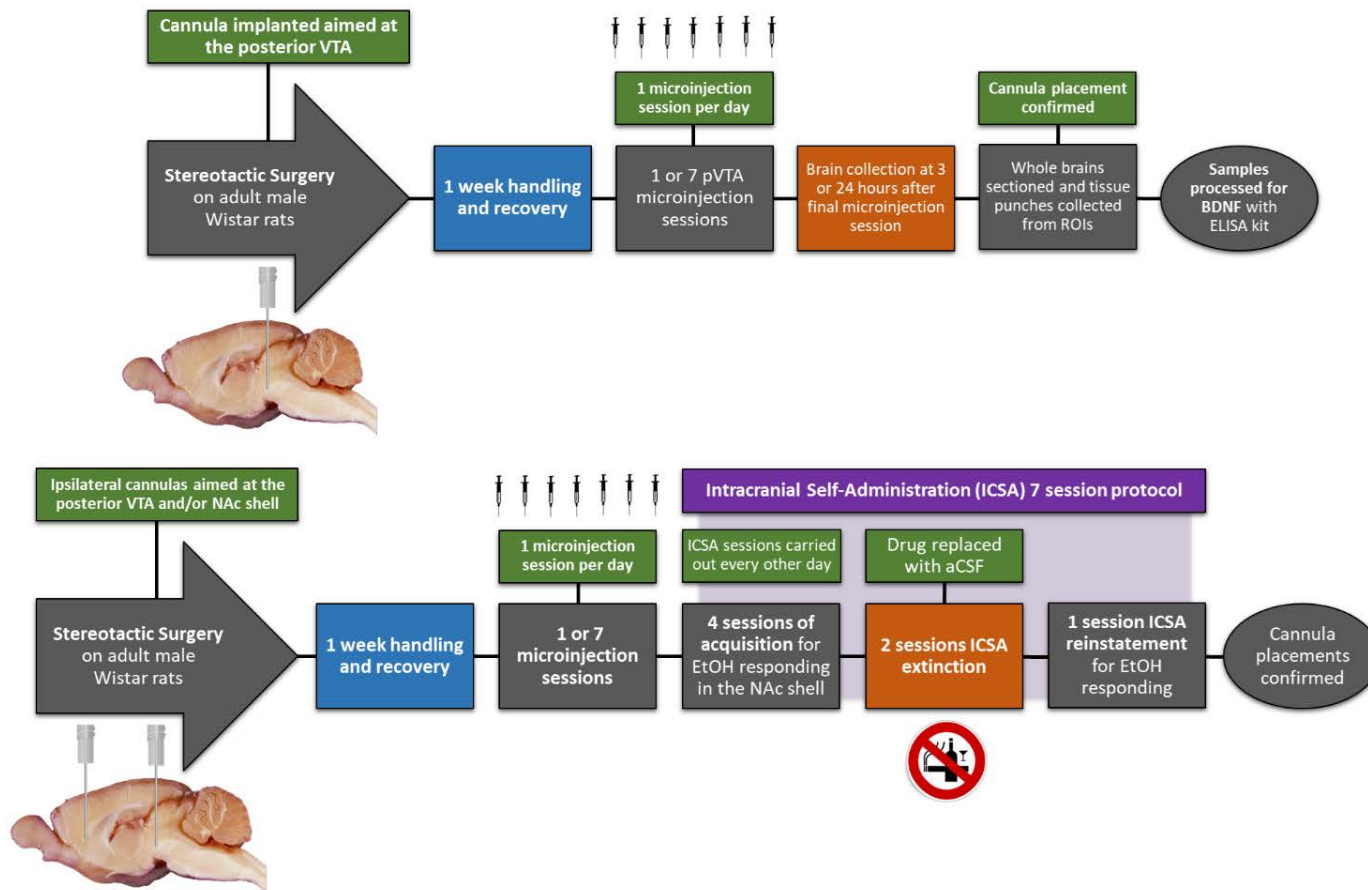 Cannula implanted aimed at
the posterior VTA
Stereotactic Surgery
on adult male
Wistar rats
1 week handling
and recovery
1 microinjection
session per day
1 or 7 pVTA
microinjection
sessions
Brain collection at 3
or 24 hours after
final microinjection
session
Cannula placement
confirmed
Whole brains
sectioned and tissue
punches collected
from ROIs
Samples
processed for
BDNF with
ELISA kit
Ipsilateral cannulas aimed at the
posterior VTA and/or NAc shell
Stereotactic Surgery
on adult male
Wistar rats
1 week handling
and recovery
1 microinjection
session per day
1 or 7
microinjection
sessions
Intracranial Self-Administration (ICSA) 7 session protocol
ICSA sessions carried
out every other day
4 sessions of
acquisition for
EtOH responding
in the NAc shell
Drug replaced
with aCSF
2 sessions ICSA
extinction
1 session ICSA
reinstatement
for EtOH
responding
Cannula
placements
confirmed